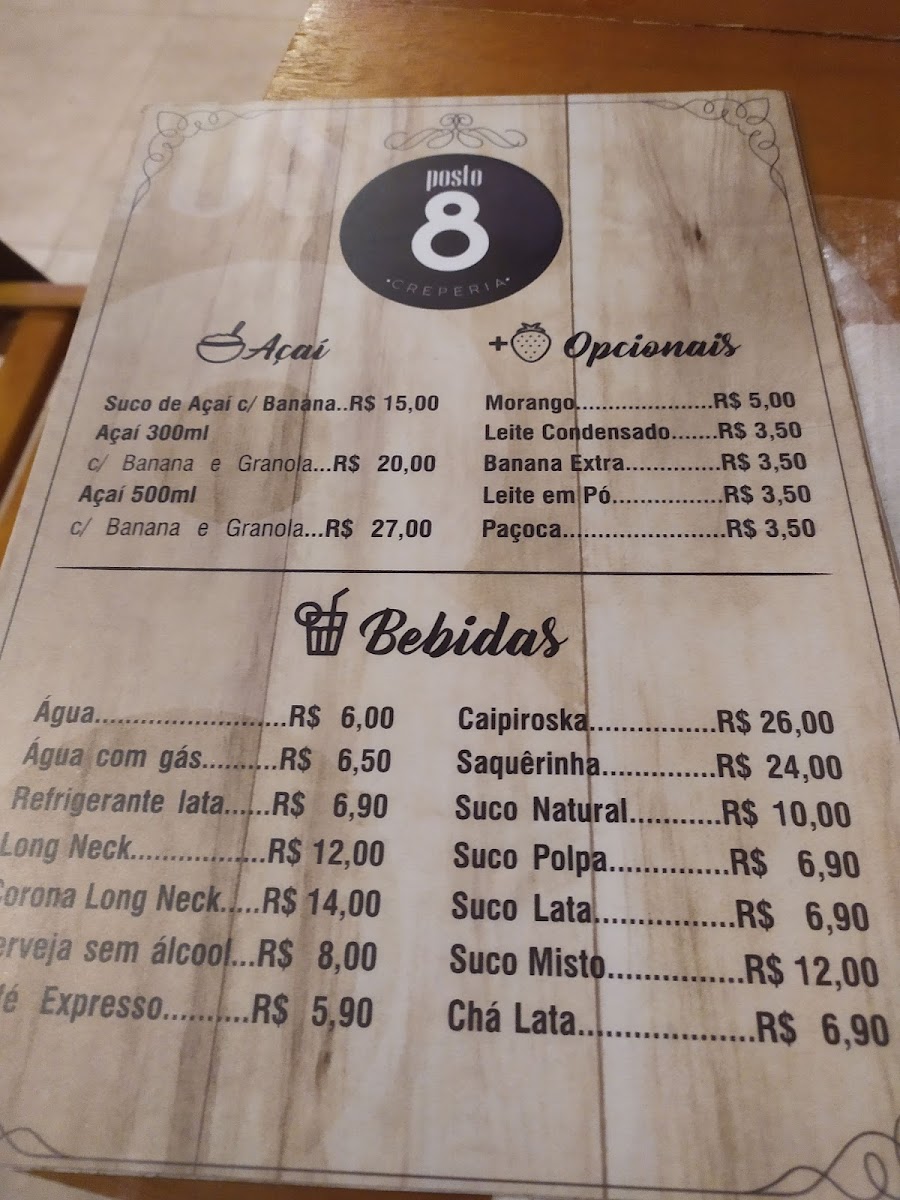 posto
8
CREPERIA
Açaí
Suco de Açaí c/ Banana..R$ 15,00
Açaí 300ml
c/ Banana e Granola...R$ 20,00
Açaí 500ml
c/ Banana e Granola...R$ 27,00
+ Opcionais
Morango......................R$ 5,00
Leite Condensado.......R$ 3,50
Banana Extra...............R$ 3,50
Leite em Pó.................R$ 3,50
Paçoca.........................R$ 3,50
Bebidas
Água.........................R$ 6,00
Água com gás..........R$ 6,50
Refrigerante lata......R$ 6,90
Long Neck.................R$ 12,00
Corona Long Neck.....R$ 14,00
erveja sem álcool...R$ 8,00
fé Expresso..........R$ 5,90
Caipiroska................R$ 26,00
Saquêrinha...............R$ 24,00
Suco Natural...........R$ 10,00
Suco Polpa...............R$ 6,90
Suco Lata..................R$ 6,90
Suco Misto................R$ 12,00
Chá Lata....................R$ 6,90